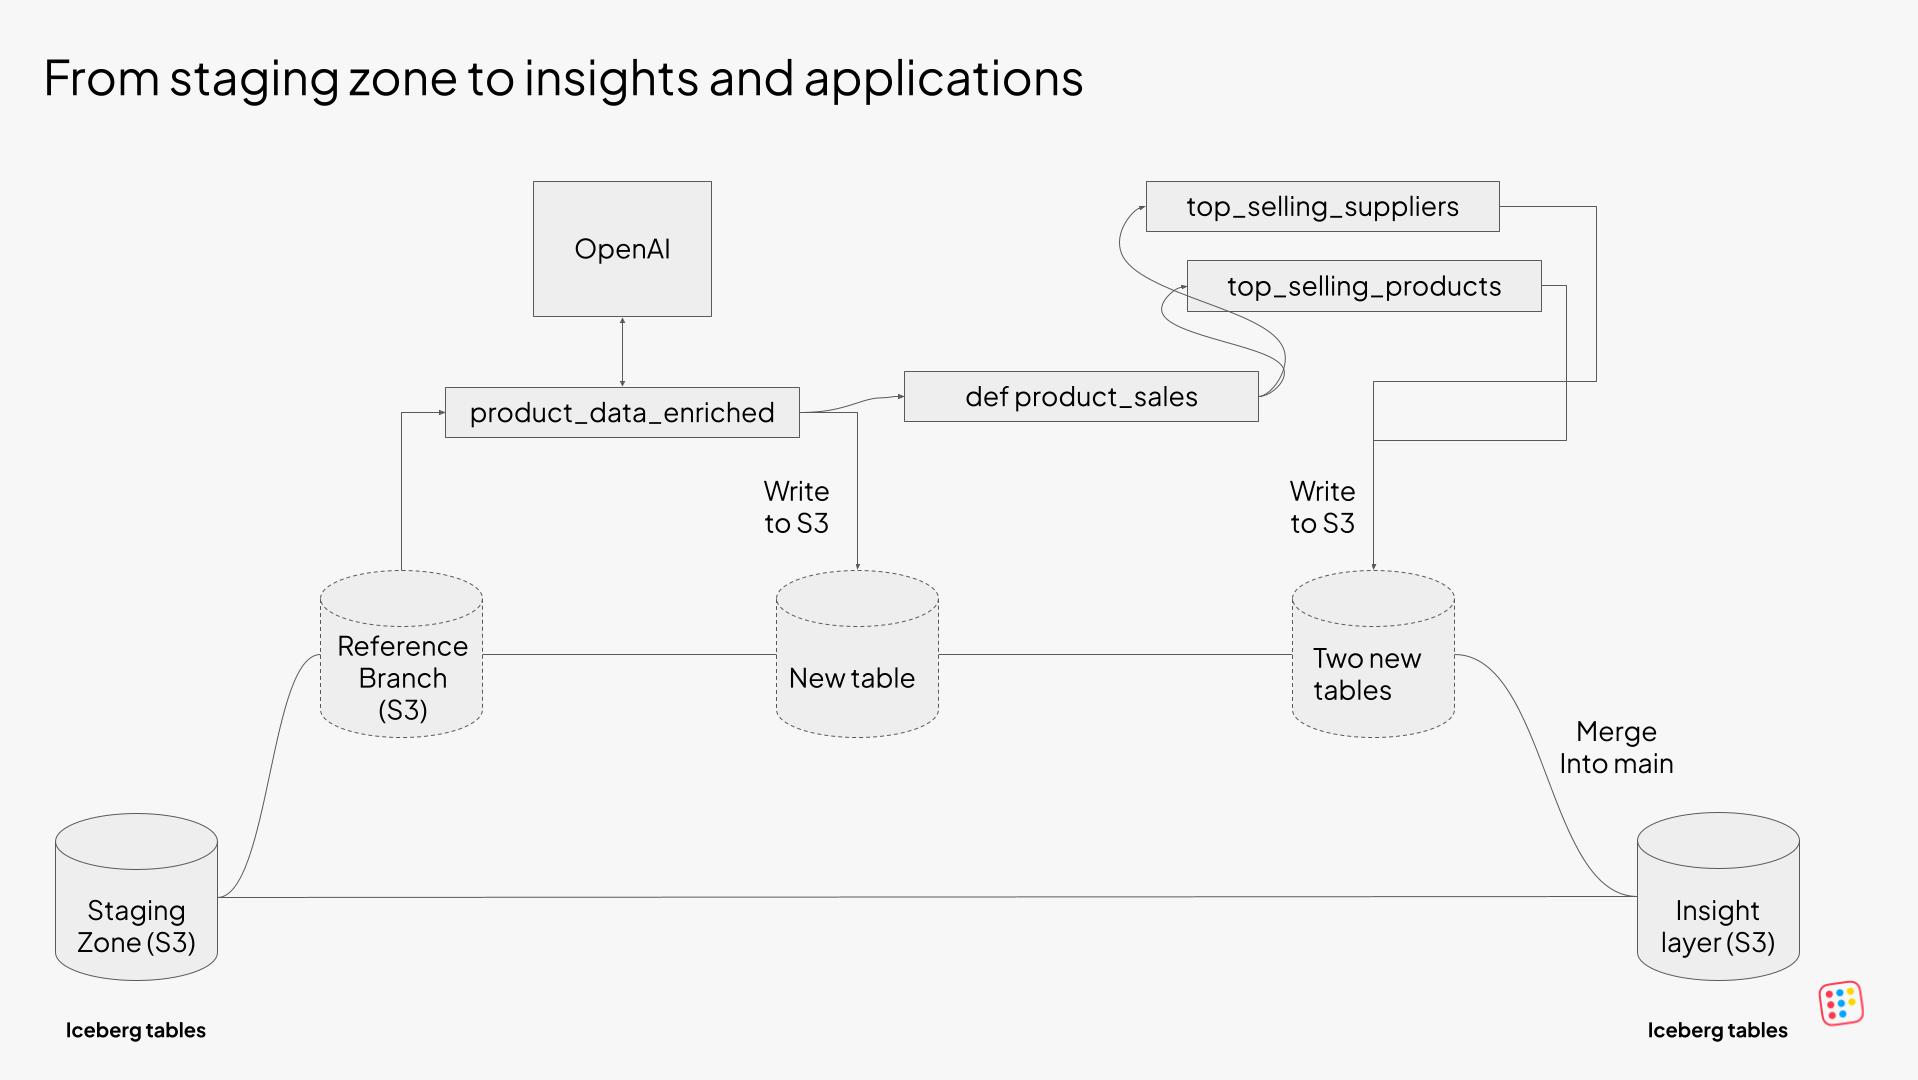 From staging zone to insights and applications
OpenAI
top_selling_suppliers
top_selling_products
product_data_enriched
def product_sales
Write
to S3
Write
to S3
Reference
Branch
(S3)
New table
Two new
tables
Merge
Into main
Staging
Zone (S3)
Insight
layer (S3)
Iceberg tables
Iceberg tables